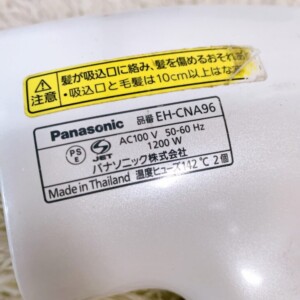 注意
髪が吸込口に絡み、髪を傷めるおそれ
・吸込口と毛髪は10cm以上はな
Panasonic 品番 EH-CNA96
PS E JET AC100 V 50-60 Hz
1200 W
パナソニック株式会社
Made in Thailand 温度ヒューズ142℃ 2個